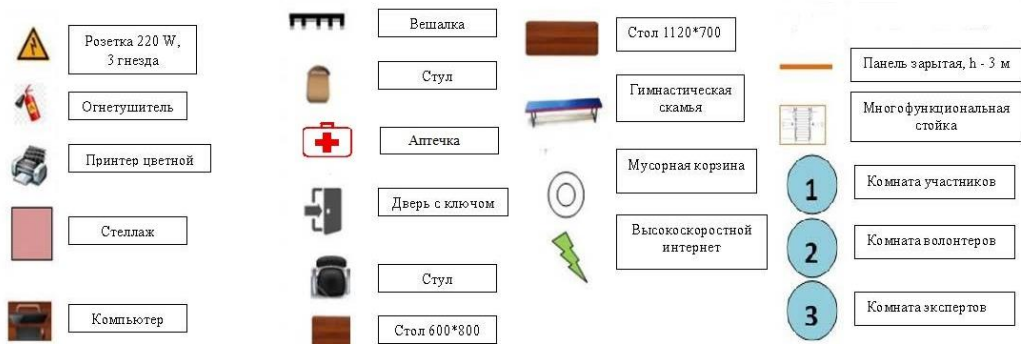 Розетка 220 W,
3 гнезда
Огнетушитель
Принтер цветной
Стеллаж
Компьютер
Вешалка
Стул
Аптечка
Дверь с ключом
Стул
Стол 600*800
Стол 1120*700
Гимнастическая
скамья
Мусорная корзина
Высокоскоростной
интернет
Панель зарытая, h - 3 м
Многофункциональная
стойка
1
Комната участников
2
Комната волонтеров
3
Комната экспертов